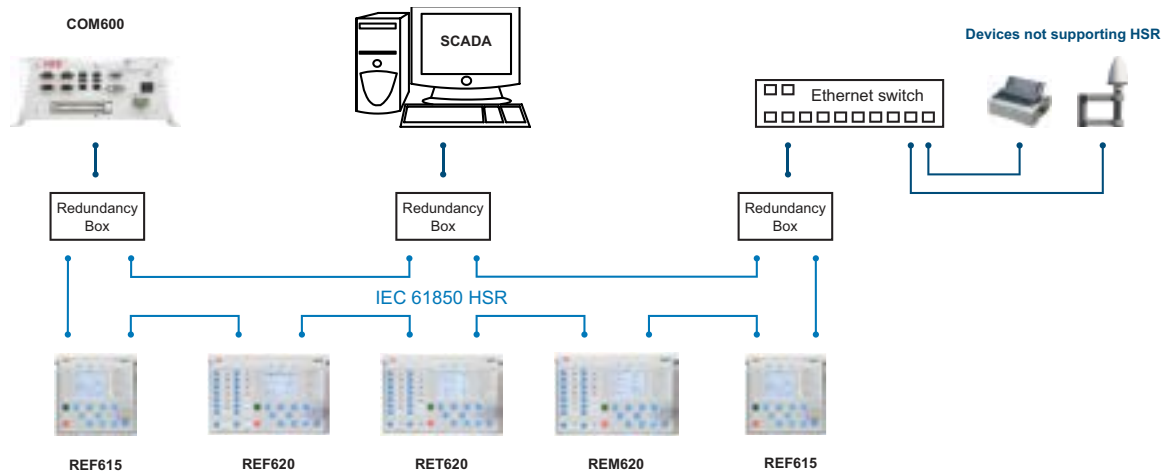 COM600
SCADA
Devices not supporting HSR
Ethernet switch
Redundancy
Box
Redundancy
Box
Redundancy
Box
IEC 61850 HSR
REF615
REF620
RET620
REM620
REF615